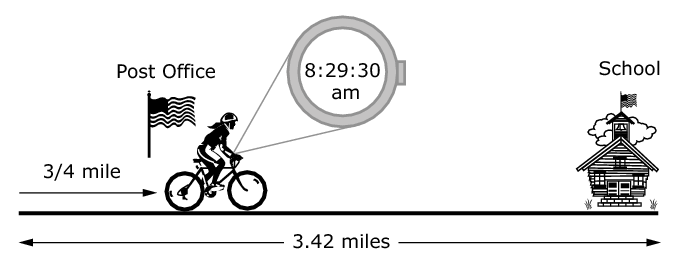 Post Office
8:29:30
am
School
3/4 mile
3.42 miles